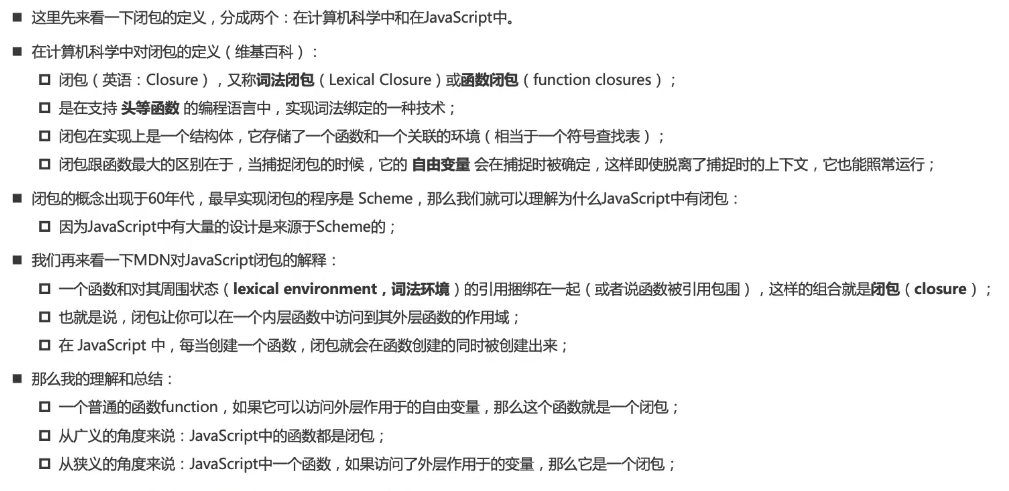 ■ 这里先来看一下闭包的定义，分成两个：在计算机科学中和在JavaScript中。
■ 在计算机科学中对闭包的定义（维基百科）：
□ 闭包（英语：Closure），又称词法闭包（Lexical Closure）或函数闭包（function closures）；
□ 是在支持 头等函数 的编程语言中，实现词法绑定的一种技术；
□ 闭包在实现上是一个结构体，它存储了一个函数和一个关联的环境（相当于一个符号查找表）；
□ 闭包跟函数最大的区别在于，当捕捉闭包的时候，它的 自由变量 会在捕捉时被确定，这样即使脱离了捕捉时的上下文，它也能照常运行；
■ 闭包的概念出现于60年代，最早实现闭包的程序是 Scheme，那么我们就可以理解为什么JavaScript中有闭包：
□ 因为JavaScript中有大量的设计是来源于Scheme的；
■ 我们再来看一下MDN对JavaScript闭包的解释：
□ 一个函数和对其周围状态（lexical environment，词法环境）的引用捆绑在一起（或者说函数被引用包围），这样的组合就是闭包（closure）；
□ 也就是说，闭包让你可以在一个内层函数中访问到其外层函数的作用域；
□ 在 JavaScript 中，每当创建一个函数，闭包就会在函数创建的同时被创建出来；
■ 那么我的理解和总结：
□ 一个普通的函数function，如果它可以访问外层作用于的自由变量，那么这个函数就是一个闭包；
□ 从广义的角度来说：JavaScript中的函数都是闭包；
□ 从狭义的角度来说：JavaScript中一个函数，如果访问了外层作用于的变量，那么它是一个闭包；